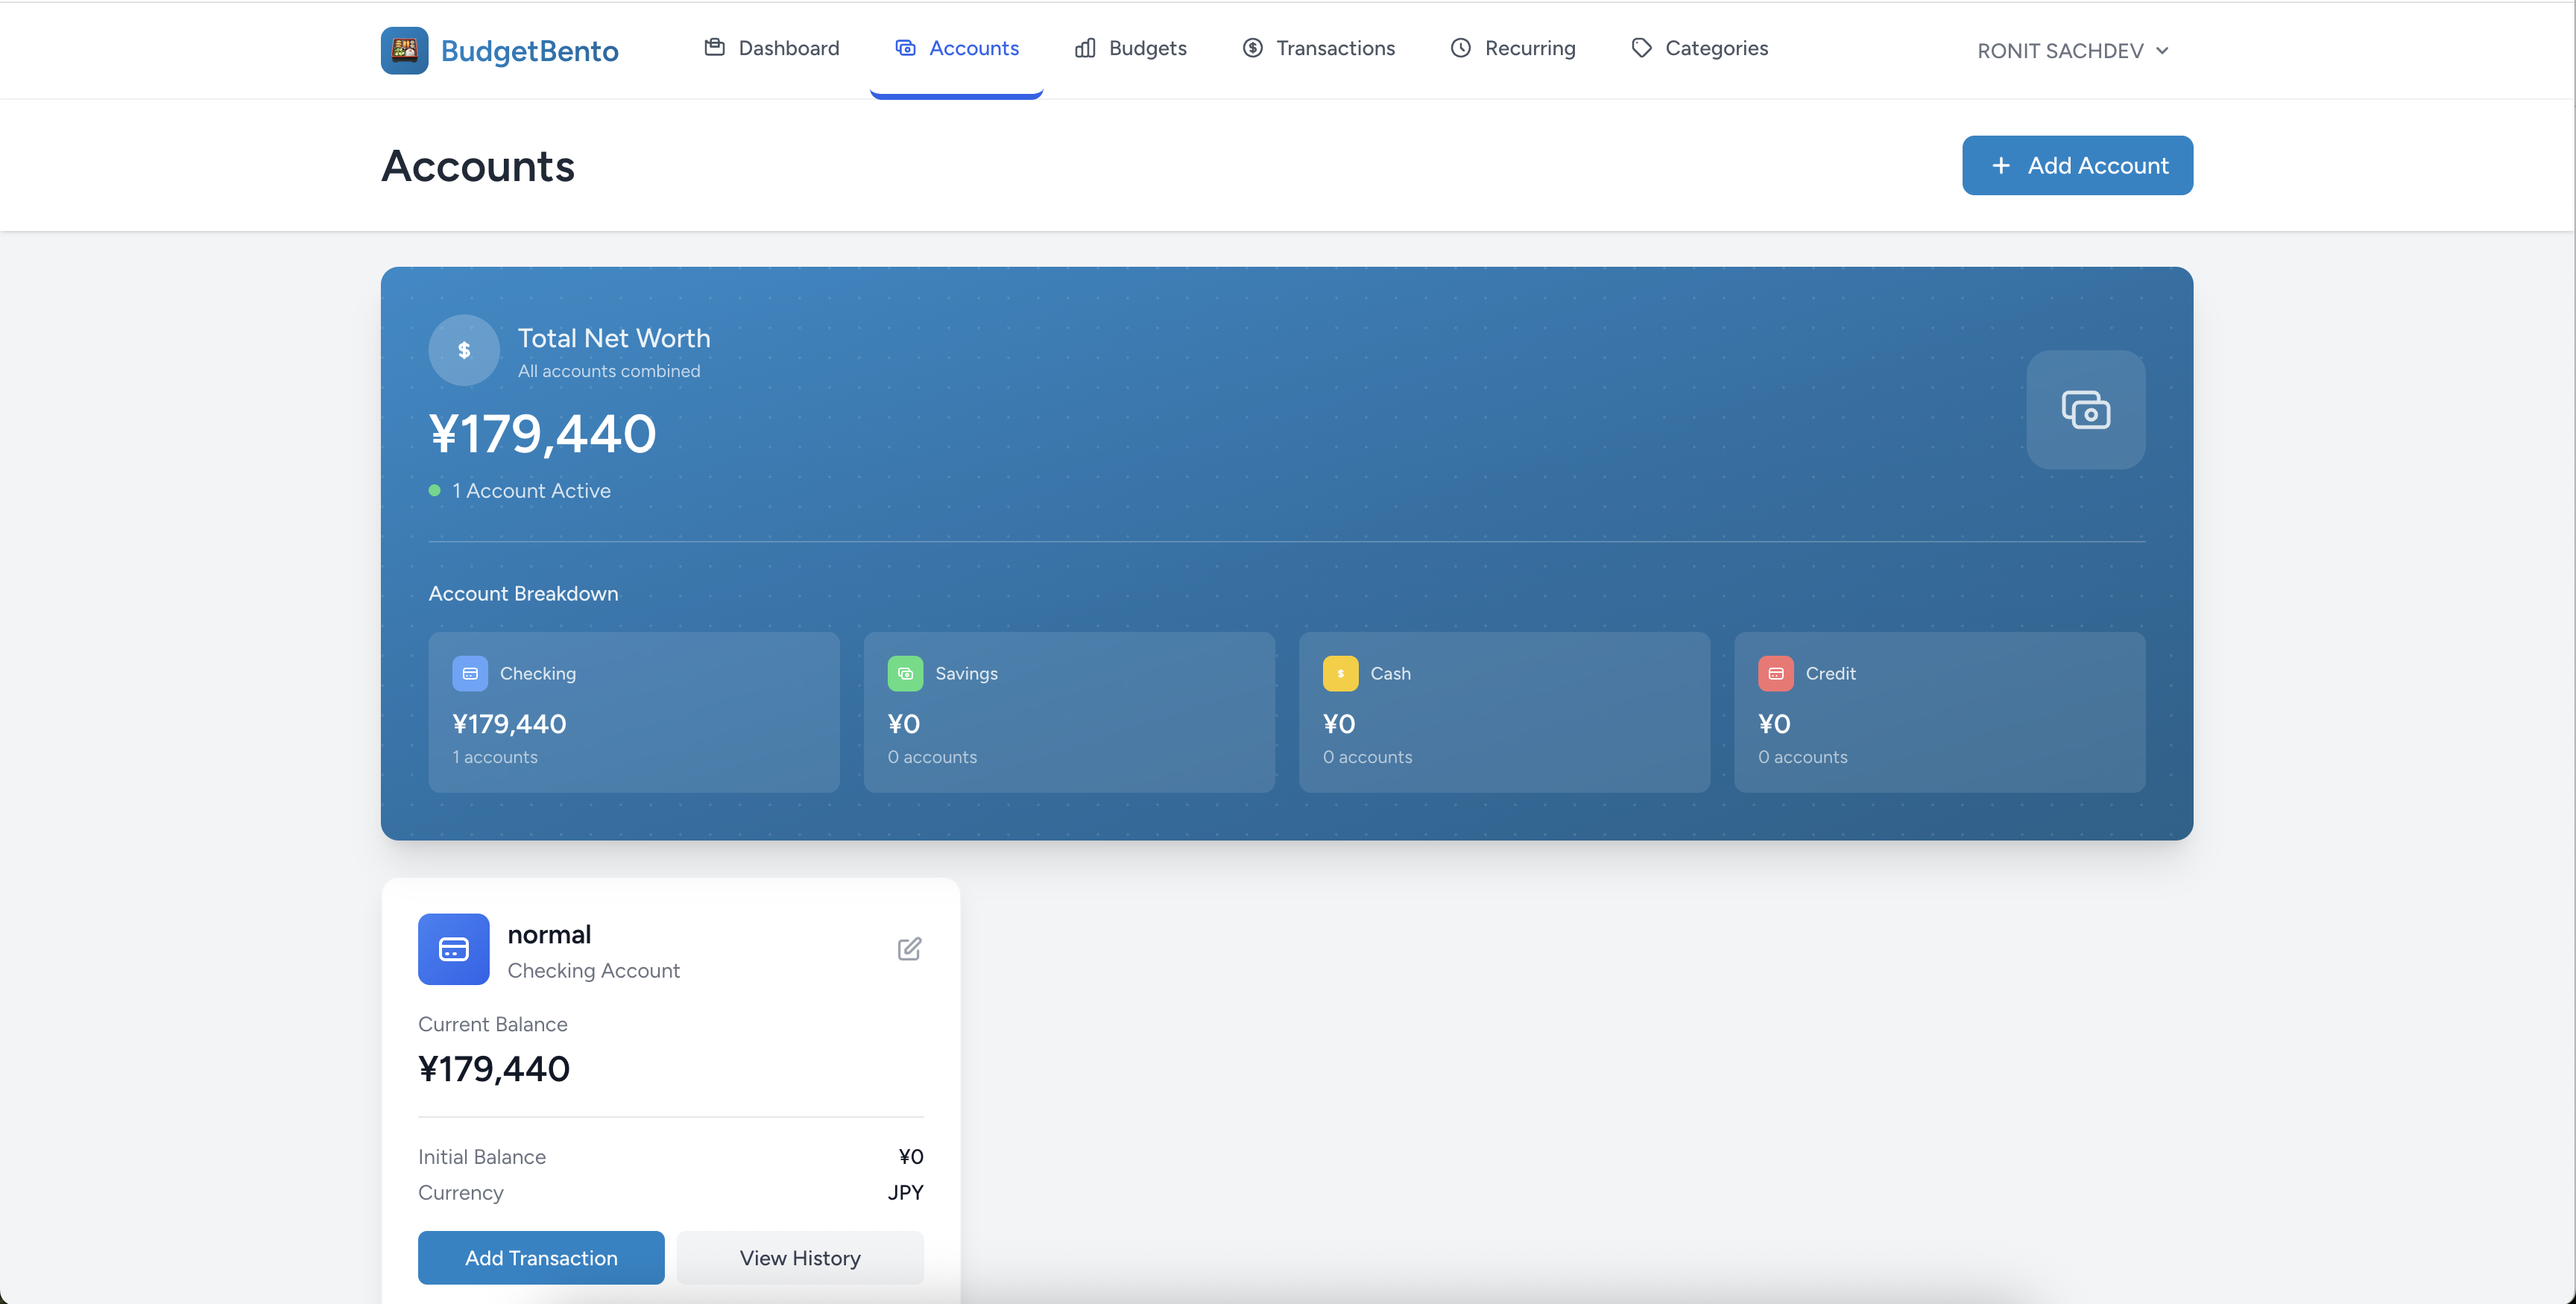 BudgetBento
Dashboard
Accounts
Budgets
Transactions
Recurring
Categories
RONIT SACHDEV
Accounts
+ Add Account
$
Total Net Worth
All accounts combined
¥179,440
1 Account Active
Account Breakdown
Checking
¥179,440
1 accounts
Savings
¥0
0 accounts
$
Cash
¥0
0 accounts
Credit
¥0
0 accounts
normal
Checking Account
Current Balance
¥179,440
Initial Balance ¥0
Currency JPY
Add Transaction
View History